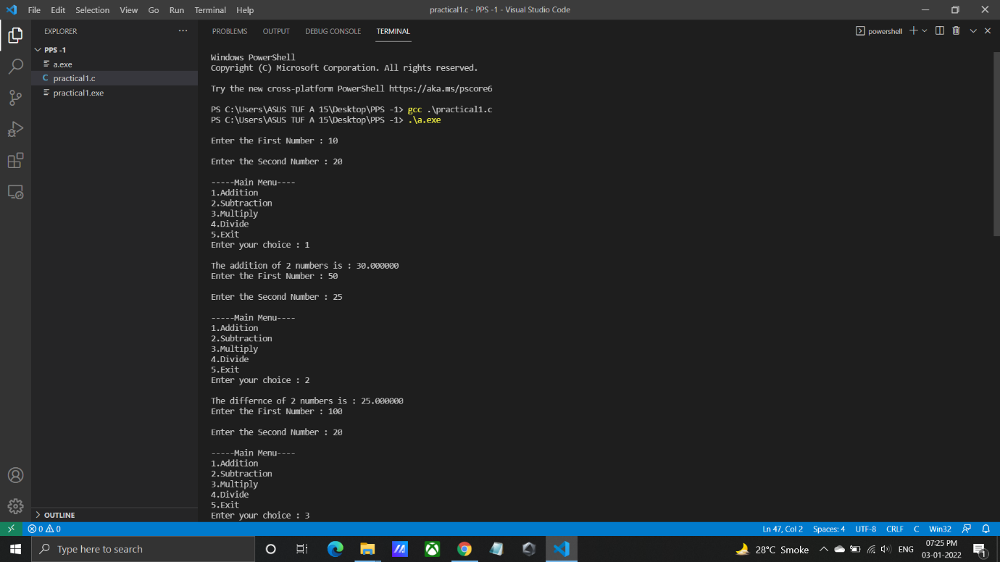 File Edit Selection View Go Run Terminal Help
practical1.c - PPS -1 - Visual Studio Code
EXPLORER
PPS -1
a.exe
C practical1.c
practical1.exe
OUTLINE
PROBLEMS OUTPUT DEBUG CONSOLE TERMINAL
powershell
Windows PowerShell
Copyright (C) Microsoft Corporation. All rights reserved.
Try the new cross-platform PowerShell https://aka.ms/pscore6
PS C:\Users\ASUS TUF A 15\Desktop\PPS -1> gcc .\practical1.c
PS C:\Users\ASUS TUF A 15\Desktop\PPS -1> .\a.exe
Enter the First Number : 10
Enter the Second Number : 20
-----Main Menu----
1.Addition
2.Subtraction
3.Multiply
4.Divide
5.Exit
Enter your choice : 1
The addition of 2 numbers is : 30.000000
Enter the First Number : 50
Enter the Second Number : 25
-----Main Menu----
1.Addition
2.Subtraction
3.Multiply
4.Divide
5.Exit
Enter your choice : 2
The differnce of 2 numbers is : 25.000000
Enter the First Number : 100
Enter the Second Number : 20
-----Main Menu----
1.Addition
2.Subtraction
3.Multiply
4.Divide
5.Exit
Enter your choice : 3
0 0
Ln 47, Col 2 Spaces: 4 UTF-8 CRLF C Win32
Type here to search
28°C Smoke
ENG
07:25 PM
03-01-2022
1